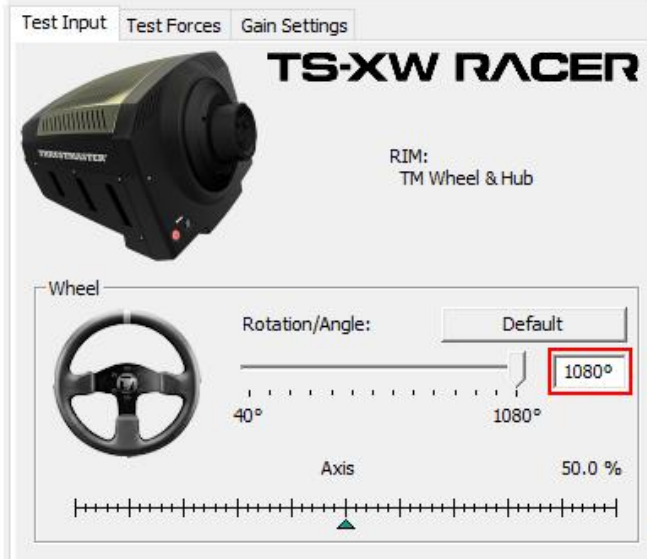 Test Input Test Forces Gain Settings
TS-XW RACER
THRUSTMASTER
RIM:
TM Wheel & Hub
Wheel
Rotation/Angle:
Default
1080°
40°
1080°
Axis
50.0 %